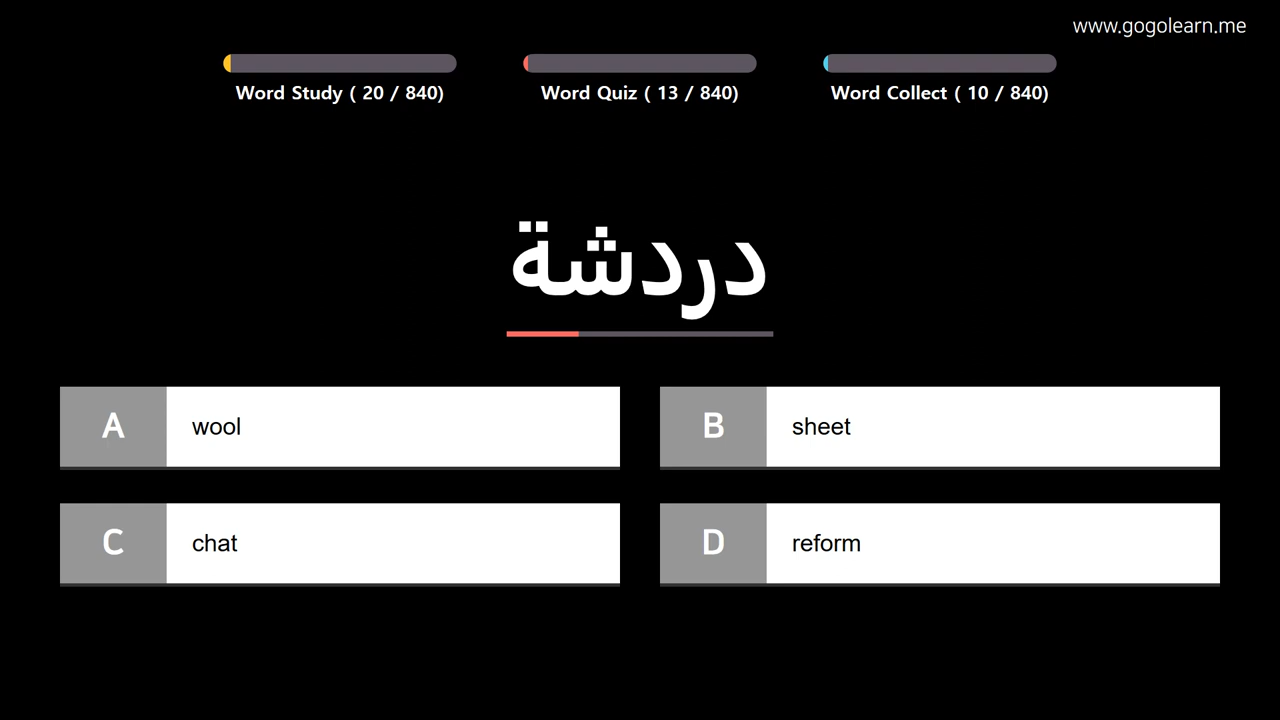 www.gogolearn.me
Word Study ( 20 / 840)
Word Quiz ( 13 / 840)
Word Collect ( 10 / 840)
دردشة
A wool
B sheet
C chat
D reform